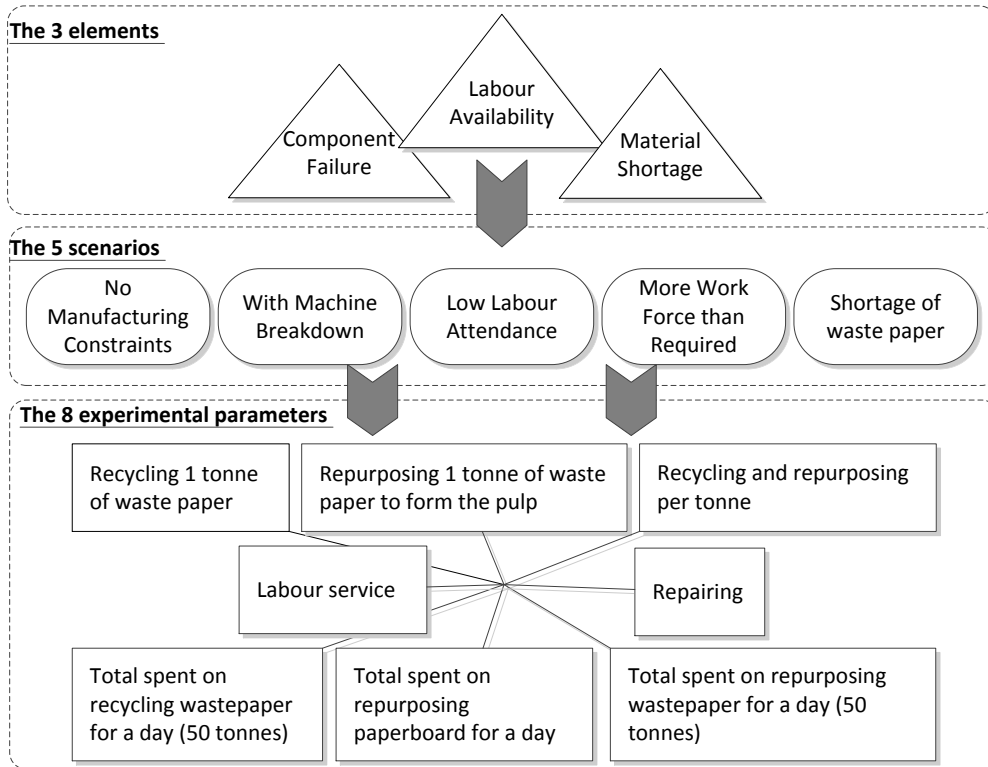 The 3 elements
Labour
Availability
Component
Failure
Material
Shortage
The 5 scenarios
No
Manufacturing
Constraints
With Machine
Breakdown
Low Labour
Attendance
More Work
Force than
Required
Shortage of
waste paper
The 8 experimental parameters
Recycling 1 tonne
of waste paper
Repurposing 1 tonne of waste
paper to form the pulp
Recycling and repurposing
per tonne
Labour service
Repairing
Total spent on
recycling wastepaper
for a day (50 tonnes)
Total spent on
repurposing
paperboard for a day
Total spent on repurposing
wastepaper for a day (50
tonnes)